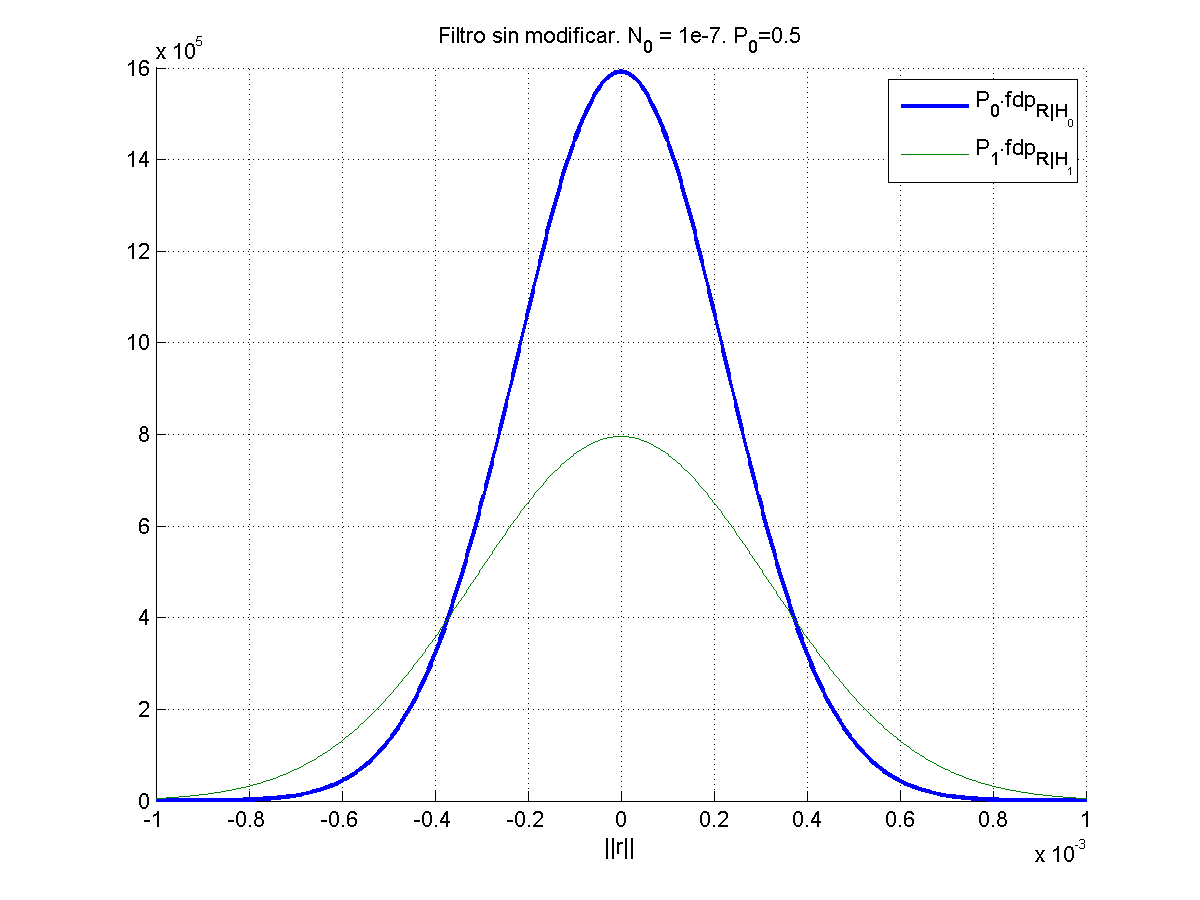 Filtro sin modificar. N0 = 1e-7. P0=0.5
x 10^5
16
14
12
10
8
6
4
2
0
P0·fdpR|H0
P1·fdpR|H1
-1 -0.8 -0.6 -0.4 -0.2 0 0.2 0.4 0.6 0.8 1
||r||
x 10^-3